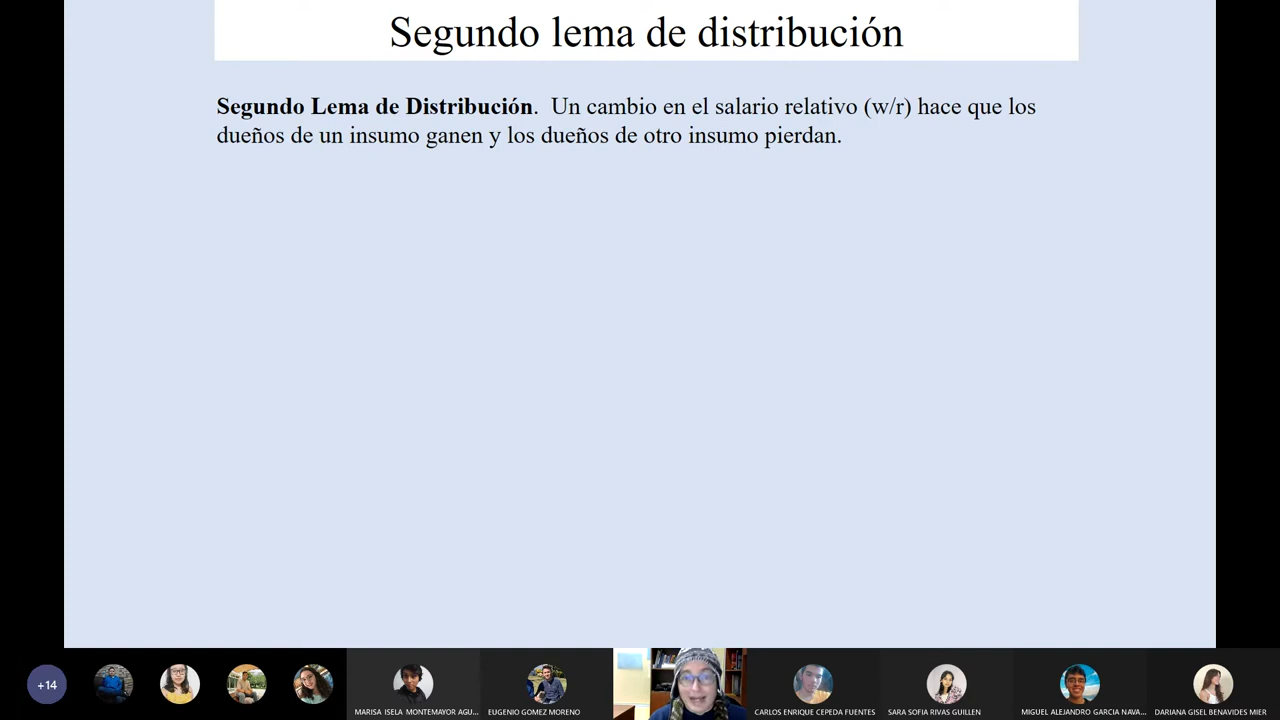 Segundo lema de distribución
Segundo Lema de Distribución.  Un cambio en el salario relativo (w/r) hace que los
dueños de un insumo ganen y los dueños de otro insumo pierdan.
+14
MARISA ISELA MONTEMAYOR AGU...
EUGENIO GOMEZ MORENO
CARLOS ENRIQUE CEPEDA FUENTES
SARA SOFIA RIVAS GUILLEN
MIGUEL ALEJANDRO GARCIA NAVA...
DARIANA GISEL BENAVIDES MIER